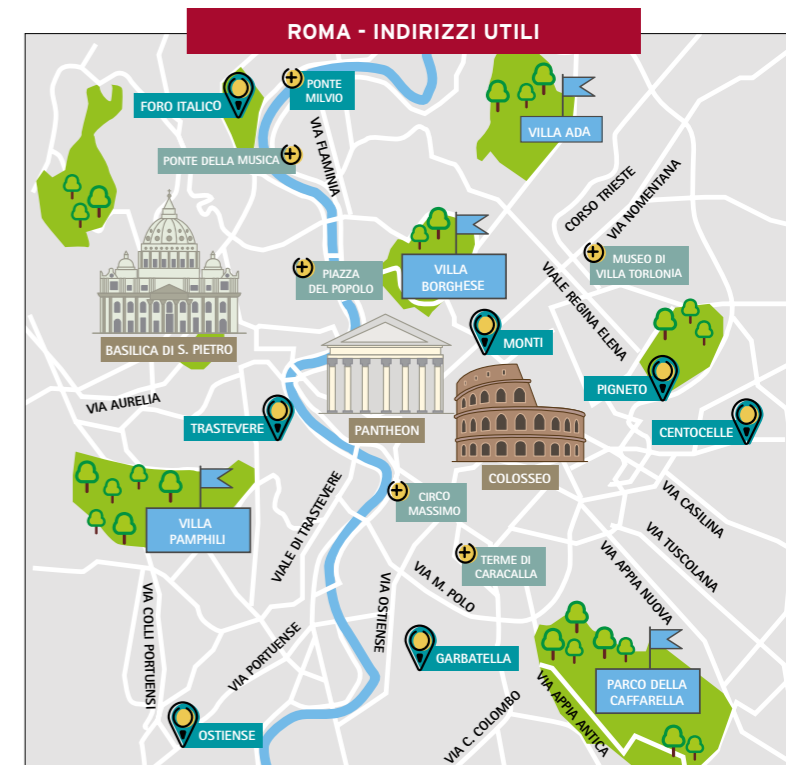 ROMA - INDIRIZZI UTILI
FORO ITALICO
PONTE
MILVIO
VILLA ADA
PONTE DELLA MUSICA
VIA FLAMINIA
CORSO TRIESTE
VIA NOMENTANA
PIAZZA
DEL POPOLO
VILLA
BORGHESE
MUSEO DI
VILLA TORLONIA
VIALE REGINA ELENA
BASILICA DI S. PIETRO
MONTI
PIGNETO
VIA AURELIA
TRASTEVERE
PANTHEON
CENTOCELLE
COLOSSEO
VILLA
PAMPHILI
VIALE DI TRASTEVERE
CIRCO
MASSIMO
VIA CASILINA
VIA TUSCOLANA
TERME DI
CARACALLA
VIA M. POLO
VIA APPIA NUOVA
VIA COLLI PORTUENSI
VIA PORTUENSE
VIA OSTIENSE
GARBATELLA
PARCO DELLA
CAFFARELLA
VIA APPIA ANTICA
VIA C. COLOMBO
OSTIENSE